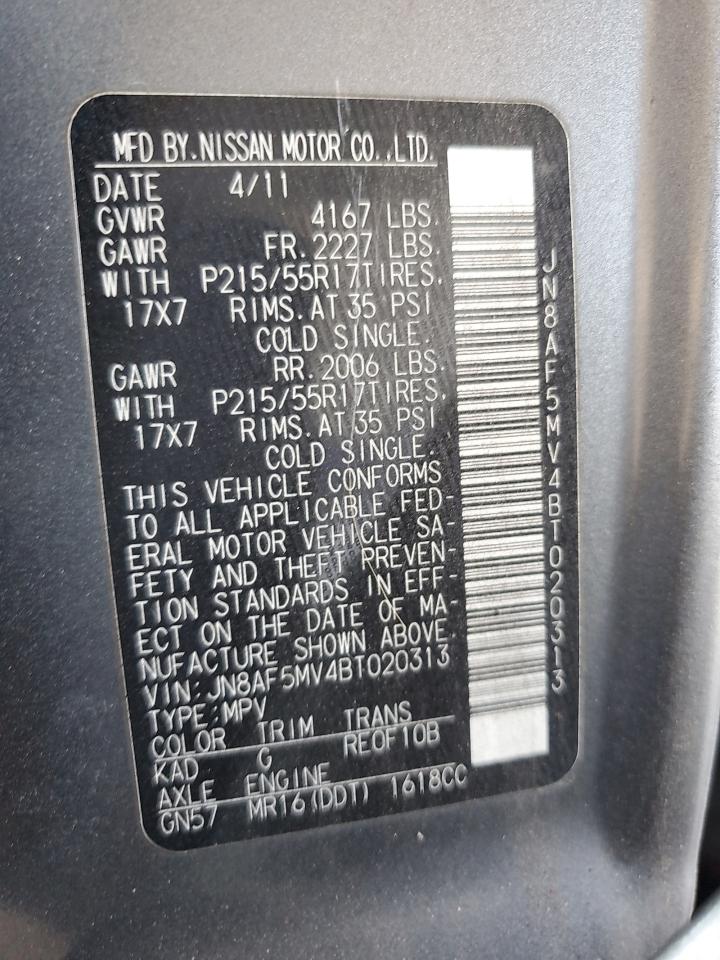 MFD BY.NISSAN MOTOR CO.,LTD.
DATE 4/11
GVWR 4167 LBS.
GAWR FR.2227 LBS.
WITH P215/55R17TIRES,
17X7 RIMS.AT 35 PSI
COLD SINGLE.
GAWR RR.2006 LBS.
WITH P215/55R17TIRES,
17X7 RIMS.AT 35 PSI
COLD SINGLE.
THIS VEHICLE CONFORMS
TO ALL APPLICABLE FED-
ERAL MOTOR VEHICLE SA-
FETY AND THEFT PREVEN-
TION STANDARDS IN EFF-
ECT ON THE DATE OF MA-
NUFACTURE SHOWN ABOVE.
VIN:JN8AF5MV4BT020313
TYPE:MPV
COLOR TRIM TRANS
KAD G RE0F10B
AXLE ENGINE
GN57 MR16(DDT) 1618CC
JN8AF5MV4BT020313